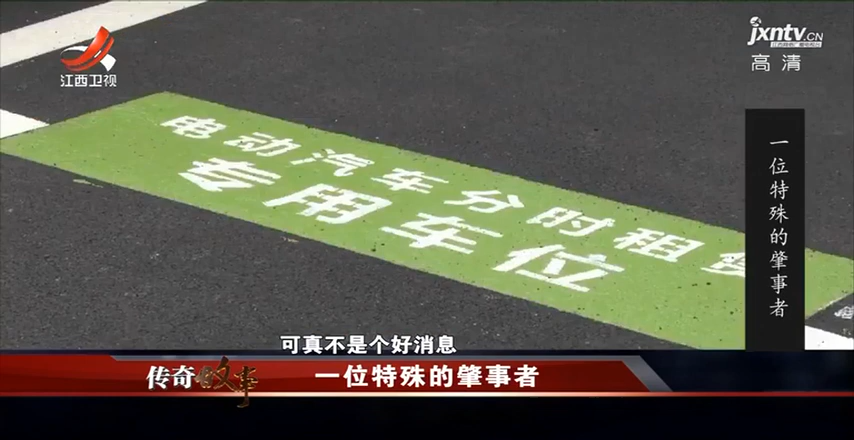 江西卫视
jxntv.CN
高清
电动汽车分时租赁
专用车位
一位特殊的肇事者
可真不是个好消息
传奇故事
一位特殊的肇事者